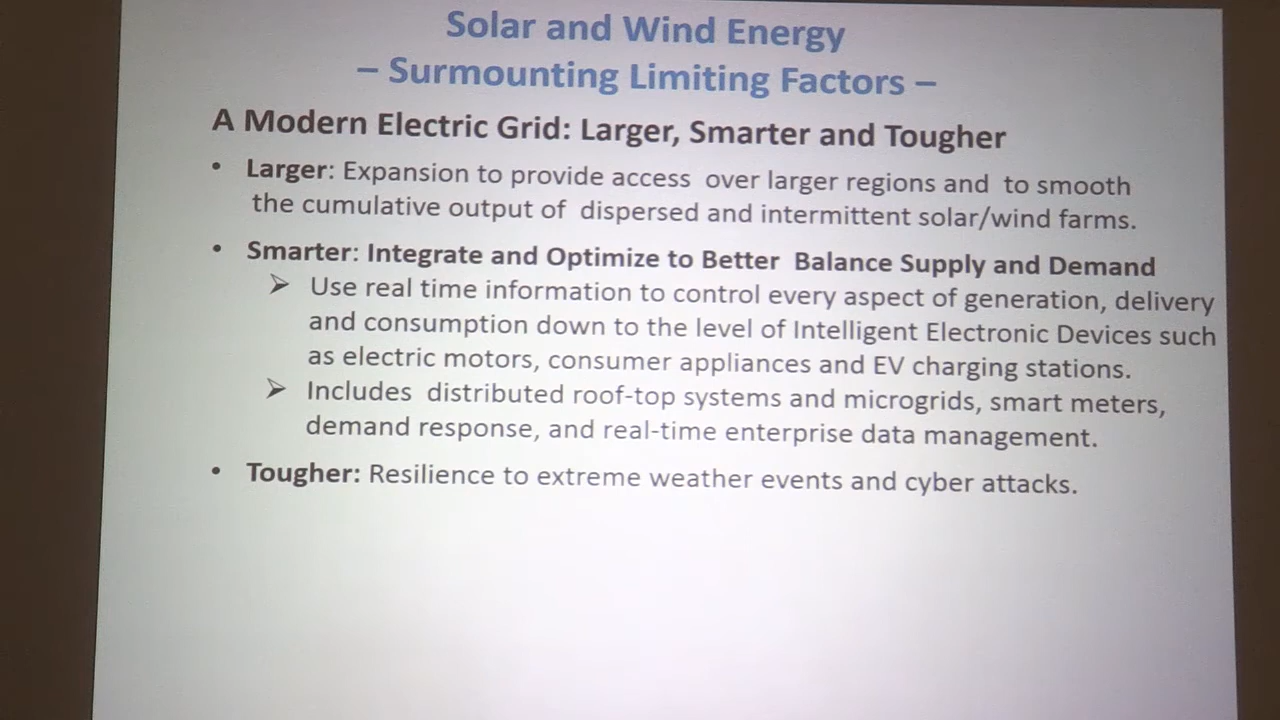 Solar and Wind Energy
– Surmounting Limiting Factors –
A Modern Electric Grid: Larger, Smarter and Tougher
• Larger: Expansion to provide access over larger regions and to smooth
the cumulative output of dispersed and intermittent solar/wind farms.
• Smarter: Integrate and Optimize to Better Balance Supply and Demand
➢ Use real time information to control every aspect of generation, delivery
and consumption down to the level of Intelligent Electronic Devices such
as electric motors, consumer appliances and EV charging stations.
➢ Includes distributed roof-top systems and microgrids, smart meters,
demand response, and real-time enterprise data management.
• Tougher: Resilience to extreme weather events and cyber attacks.